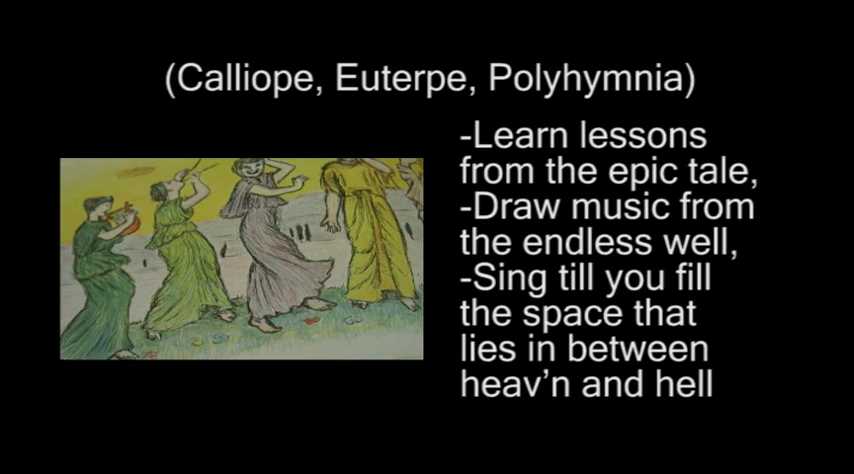 (Calliope, Euterpe, Polyhymnia)
-Learn lessons
from the epic tale,
-Draw music from
the endless well,
-Sing till you fill
the space that
lies in between
heav’n and hell